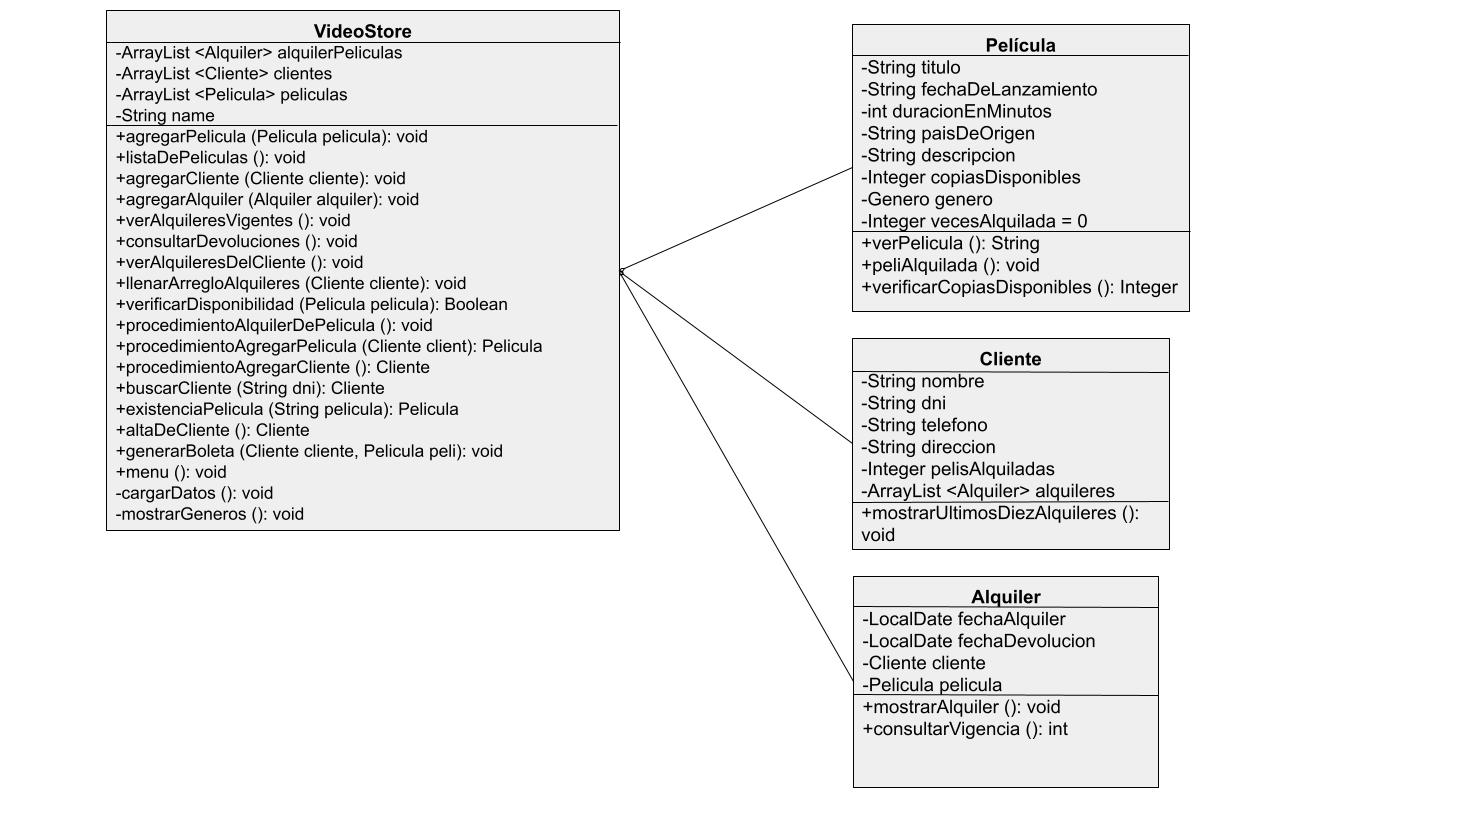 VideoStore
-ArrayList <Alquiler> alquilerPeliculas
-ArrayList <Cliente> clientes
-ArrayList <Pelicula> peliculas
-String name
+agregarPelicula (Pelicula pelicula): void
+listaDePeliculas (): void
+agregarCliente (Cliente cliente): void
+agregarAlquiler (Alquiler alquiler): void
+verAlquileresVigentes (): void
+consultarDevoluciones (): void
+verAlquileresDelCliente (): void
+llenarArregloAlquileres (Cliente cliente): void
+verificarDisponibilidad (Pelicula pelicula): Boolean
+procedimientoAlquilerDePelicula (): void
+procedimientoAgregarPelicula (Cliente client): Pelicula
+procedimientoAgregarCliente (): Cliente
+buscarCliente (String dni): Cliente
+existenciaPelicula (String pelicula): Pelicula
+altaDeCliente (): Cliente
+generarBoleta (Cliente cliente, Pelicula peli): void
+menu (): void
-cargarDatos (): void
-mostrarGeneros (): void
Película
-String titulo
-String fechaDeLanzamiento
-int duracionEnMinutos
-String paisDeOrigen
-String descripcion
-Integer copiasDisponibles
-Genero genero
-Integer vecesAlquilada = 0
+verPelicula (): String
+peliAlquilada (): void
+verificarCopiasDisponibles (): Integer
Cliente
-String nombre
-String dni
-String telefono
-String direccion
-Integer pelisAlquiladas
-ArrayList <Alquiler> alquileres
+mostrarUltimosDiezAlquileres ():
void
Alquiler
-LocalDate fechaAlquiler
-LocalDate fechaDevolucion
-Cliente cliente
-Pelicula pelicula
+mostrarAlquiler (): void
+consultarVigencia (): int